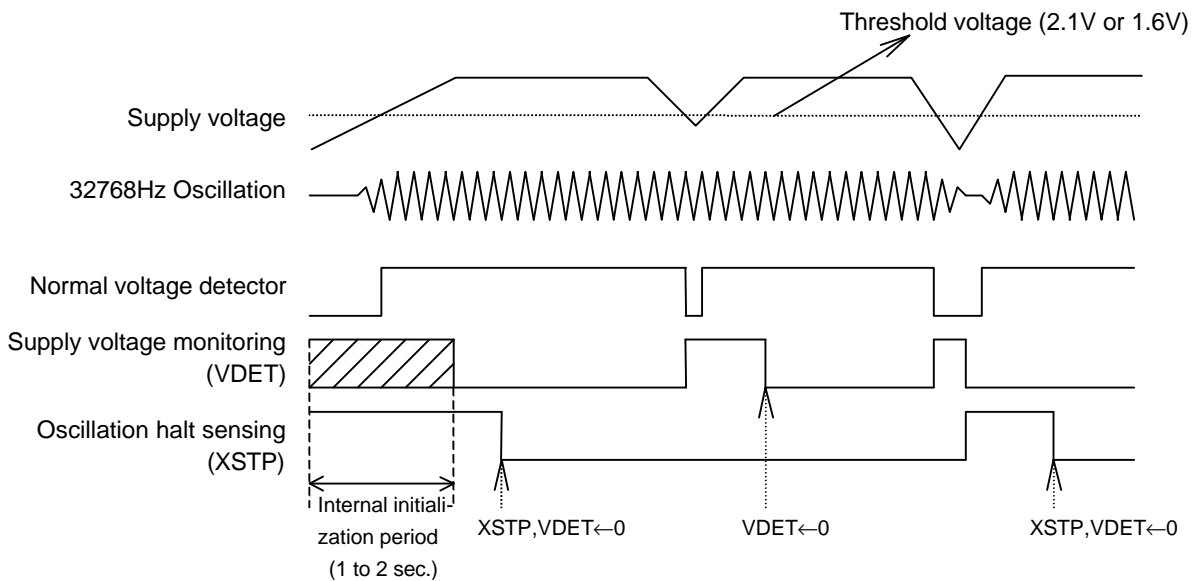 Threshold voltage (2.1V or 1.6V)
Supply voltage
32768Hz Oscillation
Normal voltage detector
Supply voltage monitoring
(VDET)
Oscillation halt sensing
(XSTP)
Internal initiali-
zation period
(1 to 2 sec.)
XSTP,VDET←0
VDET←0
XSTP,VDET←0